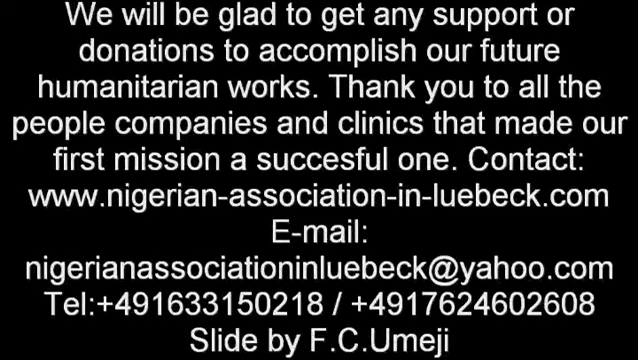 We will be glad to get any support or
donations to accomplish our future
humanitarian works. Thank you to all the
people companies and clinics that made our
first mission a succesful one. Contact:
www.nigerian-association-in-luebeck.com
E-mail:
nigerianassociationinluebeck@yahoo.com
Tel:+491633150218 / +4917624602608
Slide by F.C.Umeji